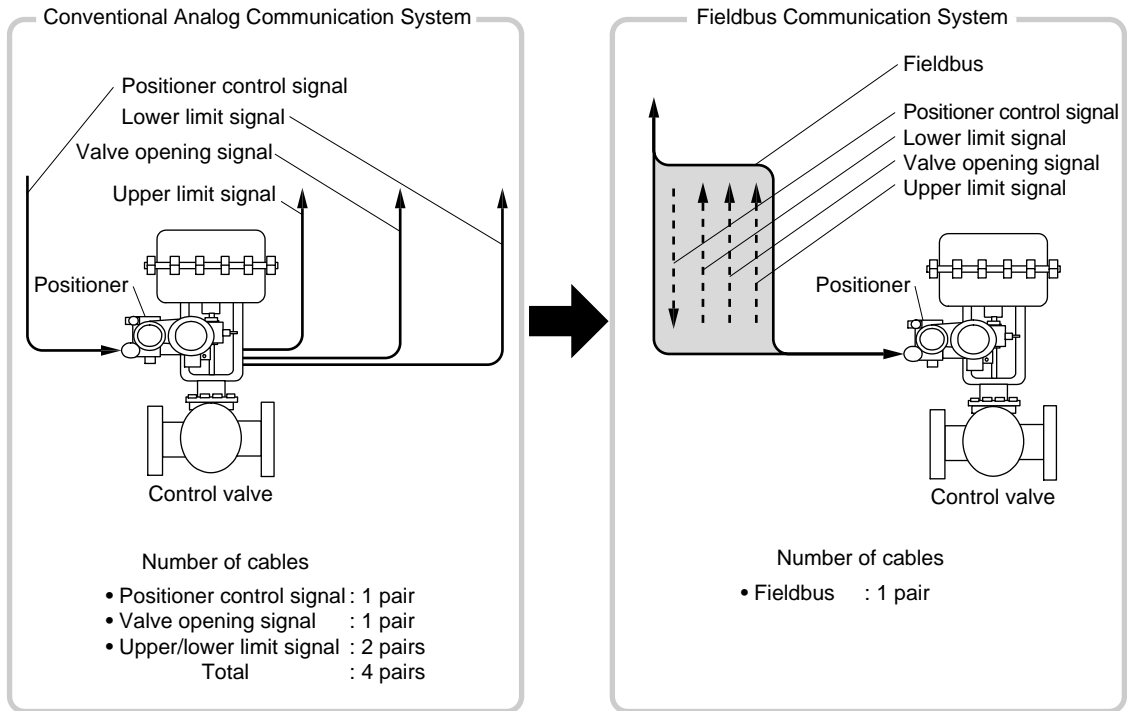 Conventional Analog Communication System
Positioner control signal
Lower limit signal
Valve opening signal
Upper limit signal
Positioner
Control valve
Number of cables
• Positioner control signal : 1 pair
• Valve opening signal : 1 pair
• Upper/lower limit signal : 2 pairs
Total : 4 pairs
Fieldbus Communication System
Fieldbus
Positioner control signal
Lower limit signal
Valve opening signal
Upper limit signal
Positioner
Control valve
Number of cables
• Fieldbus : 1 pair